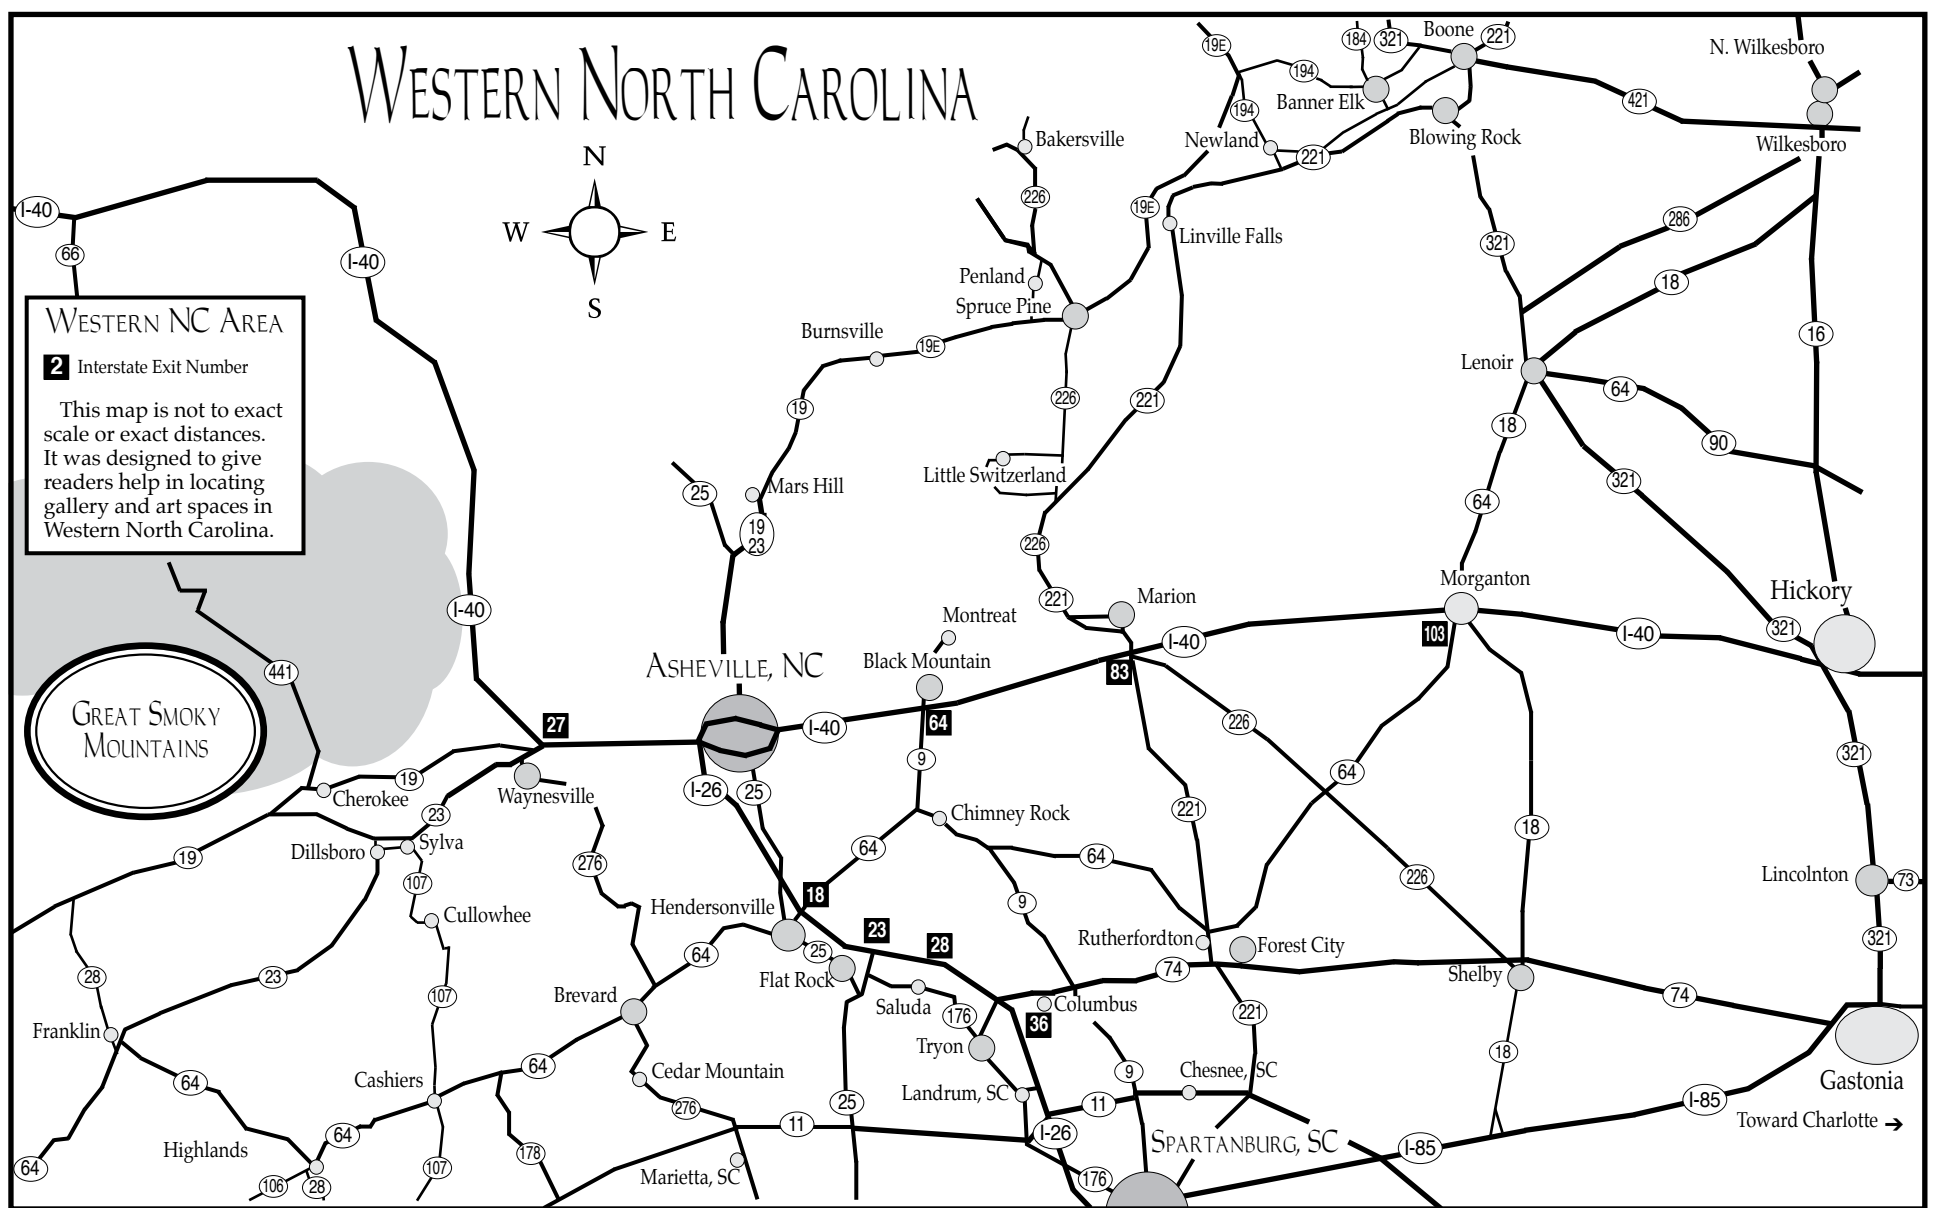 WESTERN NORTH CAROLINA
N
W
E
S
WESTERN NC AREA
2 Interstate Exit Number
This map is not to exact
scale or exact distances.
It was designed to give
readers help in locating
gallery and art spaces in
Western North Carolina.
GREAT SMOKY
MOUNTAINS
19E
184
321
Boone
221
N. Wilkesboro
194
Banner Elk
421
194
Blowing Rock
Wilkesboro
Newland
221
Bakersville
226
19E
Linville Falls
I-40
66
I-40
321
286
18
16
Penland
Spruce Pine
Burnsville
19E
19
226
221
Lenoir
64
18
90
321
64
Little Switzerland
Mars Hill
25
19
23
226
221
Marion
Morganton
Hickory
I-40
Montreat
Black Mountain
ASHEVILLE, NC
I-40
83
103
I-40
321
441
27
I-40
64
226
321
9
Cherokee
19
Waynesville
I-26
25
64
23
Chimney Rock
221
18
Dillsboro
Sylva
19
276
64
64
107
18
226
Lincolnton
73
Cullowhee
Hendersonville
9
23
28
Rutherfordton
Forest City
321
64
25
Flat Rock
74
Shelby
28
23
107
Brevard
Saluda
176
Columbus
36
221
74
Franklin
Tryon
18
64
64
Cedar Mountain
Landrum, SC
9
Chesnee, SC
Gastonia
Cashiers
276
25
11
I-85
Toward Charlotte →
11
Highlands
64
178
I-26
SPARTANBURG, SC
I-85
64
107
Marietta, SC
176
106
28